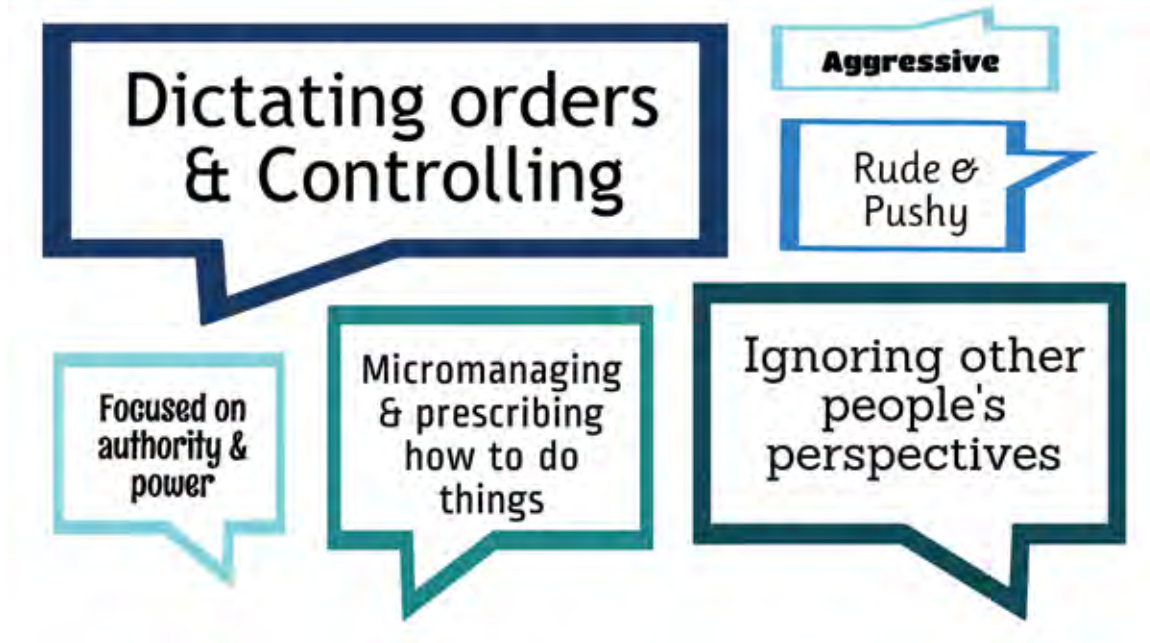 Dictating orders
& Controlling
Aggressive
Rude &
Pushy
Focused on
authority &
power
Micromanaging
& prescribing
how to do
things
Ignoring other
people's
perspectives